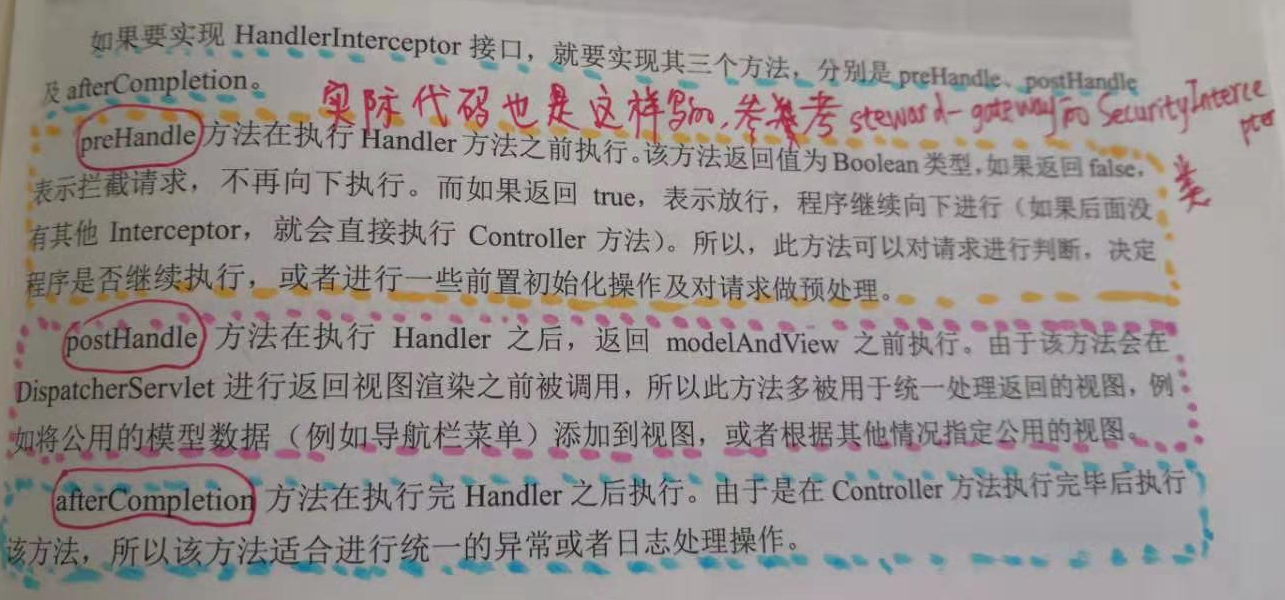 如果要实现 HandlerInterceptor 接口，就要实现其三个方法，分别是 preHandle、postHandle
及 afterCompletion。
实际代码也是这样写的，参考 steward-gateway的 SecurityInterce
pter
类
preHandle 方法在执行 Handler 方法之前执行。该方法返回值为 Boolean 类型，如果返回 false，
表示拦截请求，不再向下执行。而如果返回 true，表示放行，程序继续向下进行（如果后面没
有其他 Interceptor，就会直接执行 Controller 方法）。所以，此方法可以对请求进行判断，决定
程序是否继续执行，或者进行一些前置初始化操作及对请求做预处理。
postHandle 方法在执行 Handler 之后，返回 modelAndView 之前执行。由于该方法会在
DispatcherServlet 进行返回视图渲染之前被调用，所以此方法多被用于统一处理返回的视图，例
如将公用的模型数据（例如导航栏菜单）添加到视图，或者根据其他情况指定公用的视图。
afterCompletion 方法在执行完 Handler 之后执行。由于是在 Controller 方法执行完毕后执行
该方法，所以该方法适合进行统一的异常或者日志处理操作。